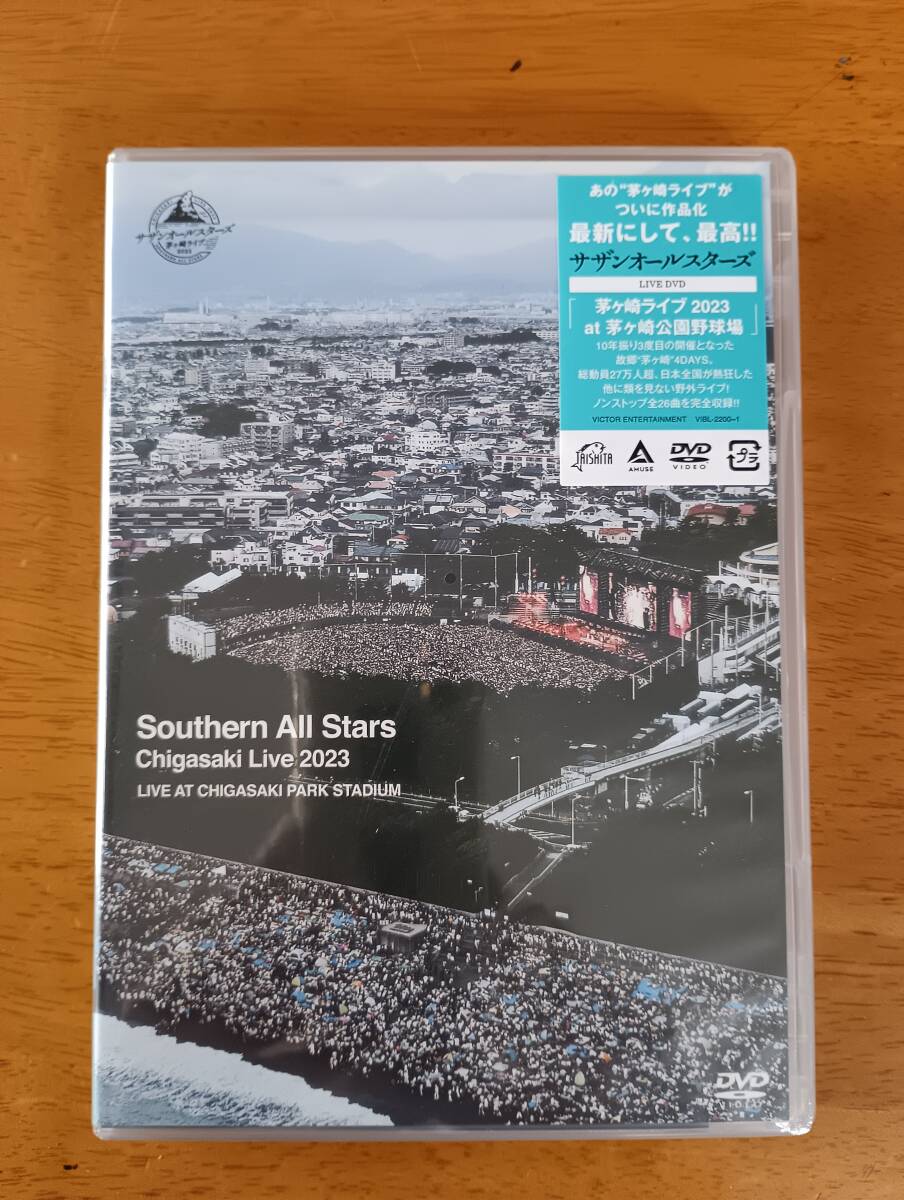 サザンオールスターズ
茅ヶ崎ライブ
2023
あの“茅ヶ崎ライブ”が
ついに作品化
最新にして、最高!!
サザンオールスターズ
LIVE DVD
「茅ヶ崎ライブ 2023
at 茅ヶ崎公園野球場」
10年振り3度目の開催となった
故郷“茅ヶ崎”4DAYS。
総動員27万人超、日本全国が熱狂した
他に類を見ない野外ライブ!
ノンストップ全26曲を完全収録!!
VICTOR ENTERTAINMENT VIBL-2200~1
TAISHITA
AMUSE
DVD
VIDEO
プラ
Southern All Stars
Chigasaki Live 2023
LIVE AT CHIGASAKI PARK STADIUM
DVD
VIDEO